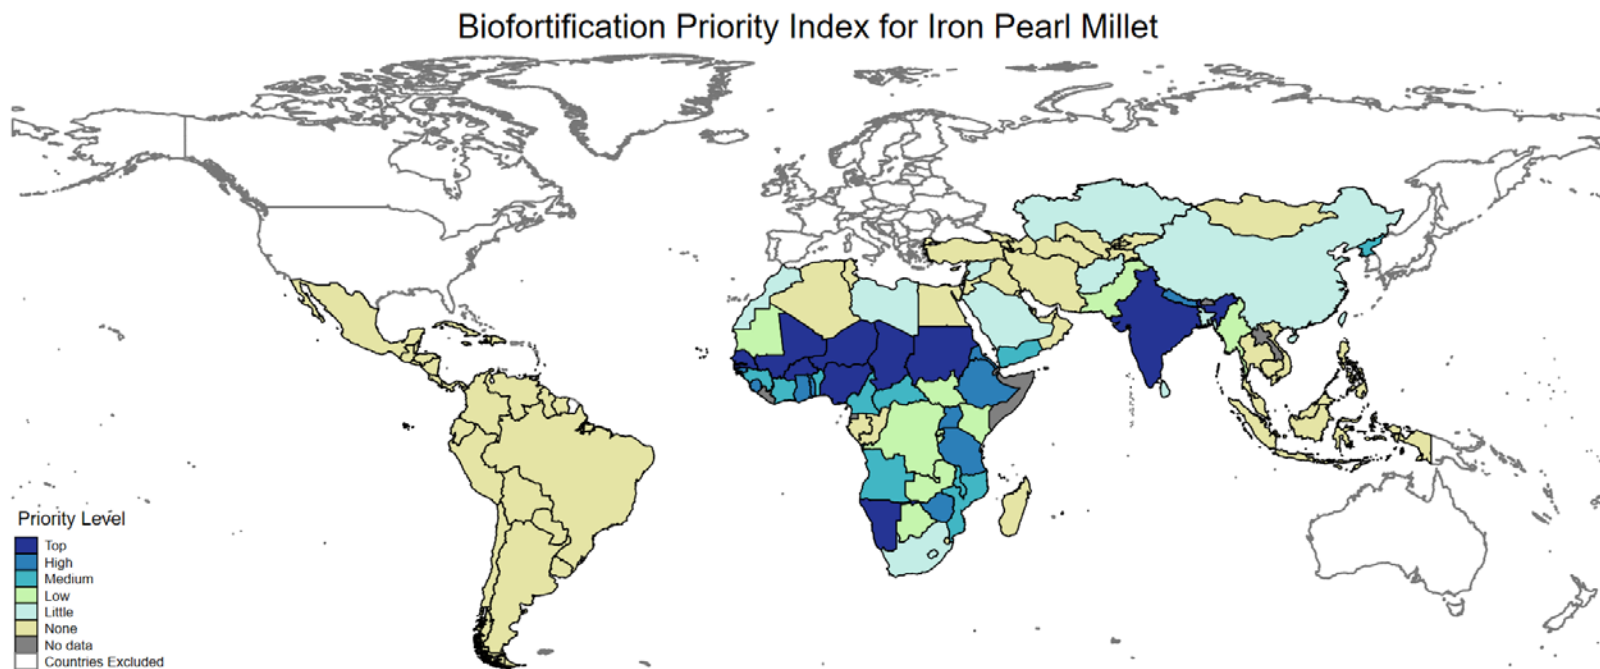 Biofortification Priority Index for Iron Pearl Millet
Priority Level
Top
High
Medium
Low
Little
None
No data
Countries Excluded